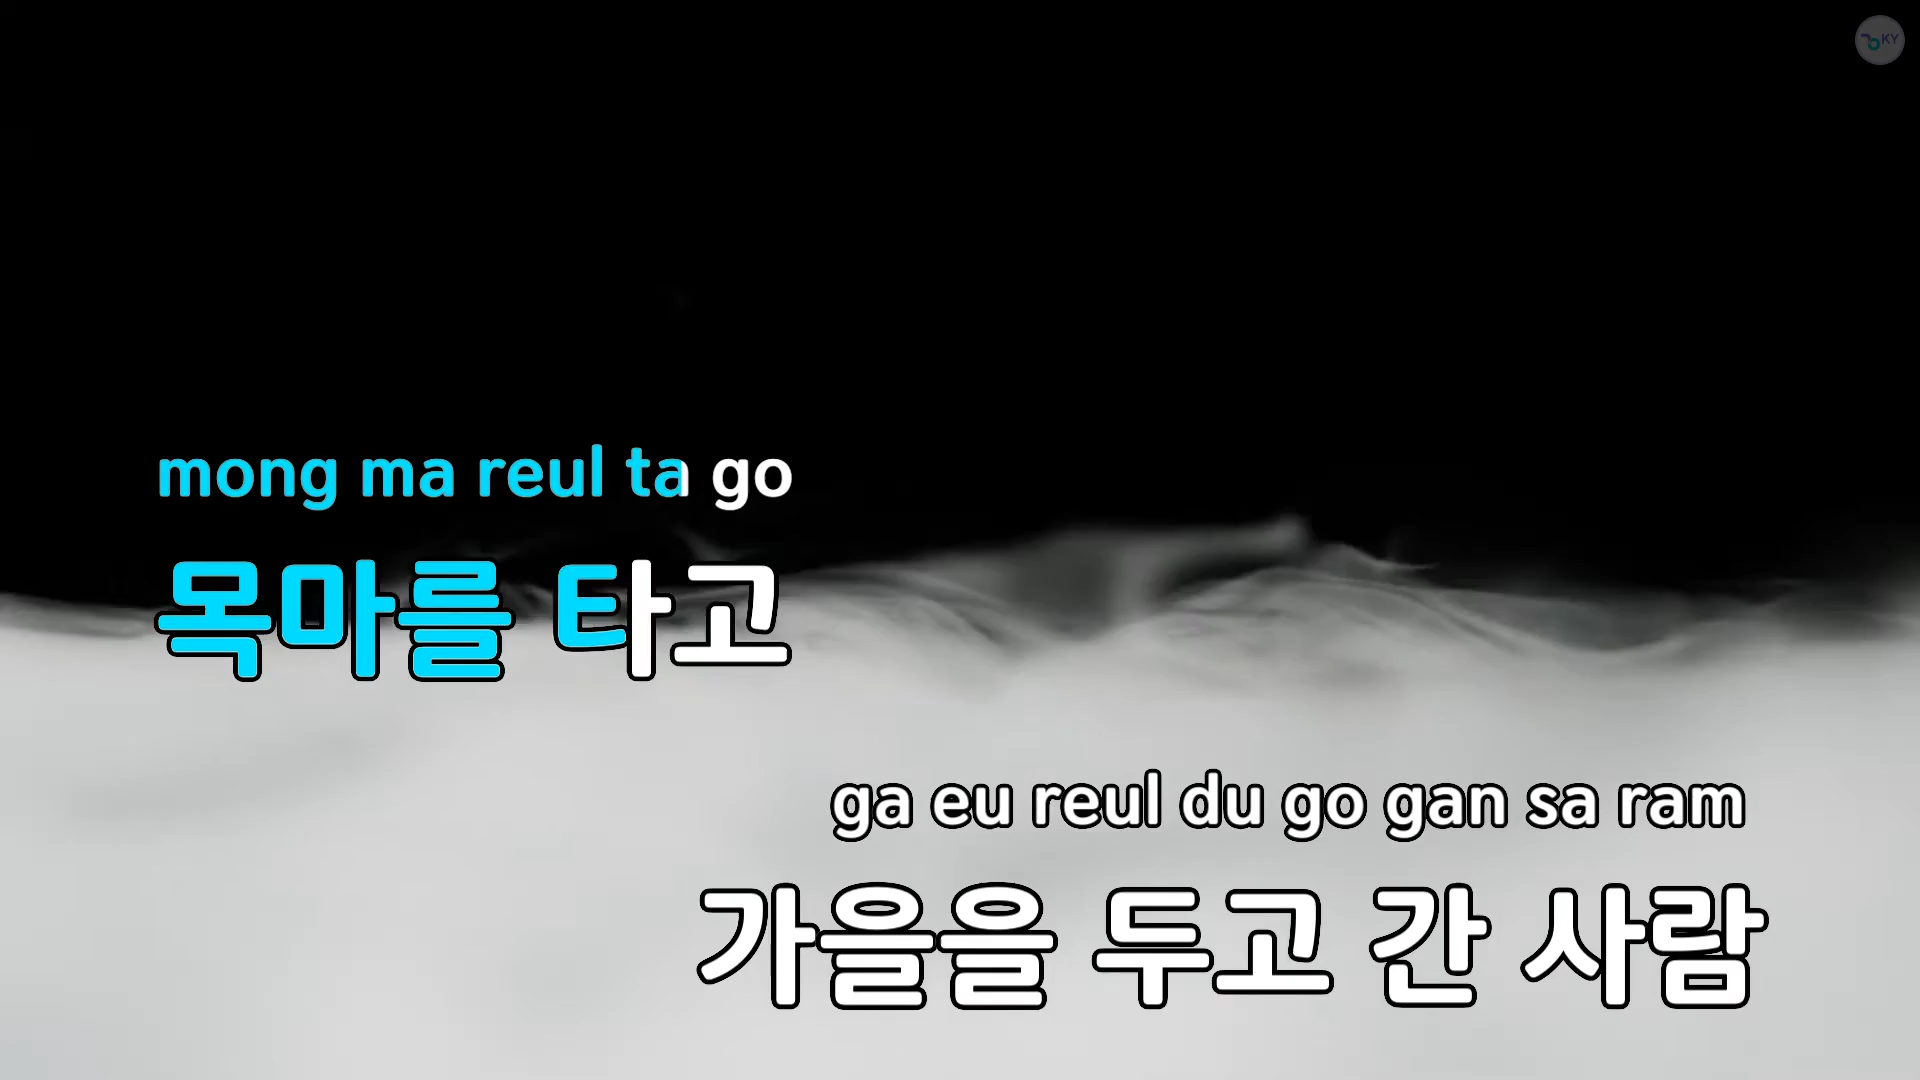 KY
mong ma reul ta go
목마를 타고
ga eu reul du go gan sa ram
가을을 두고 간 사람